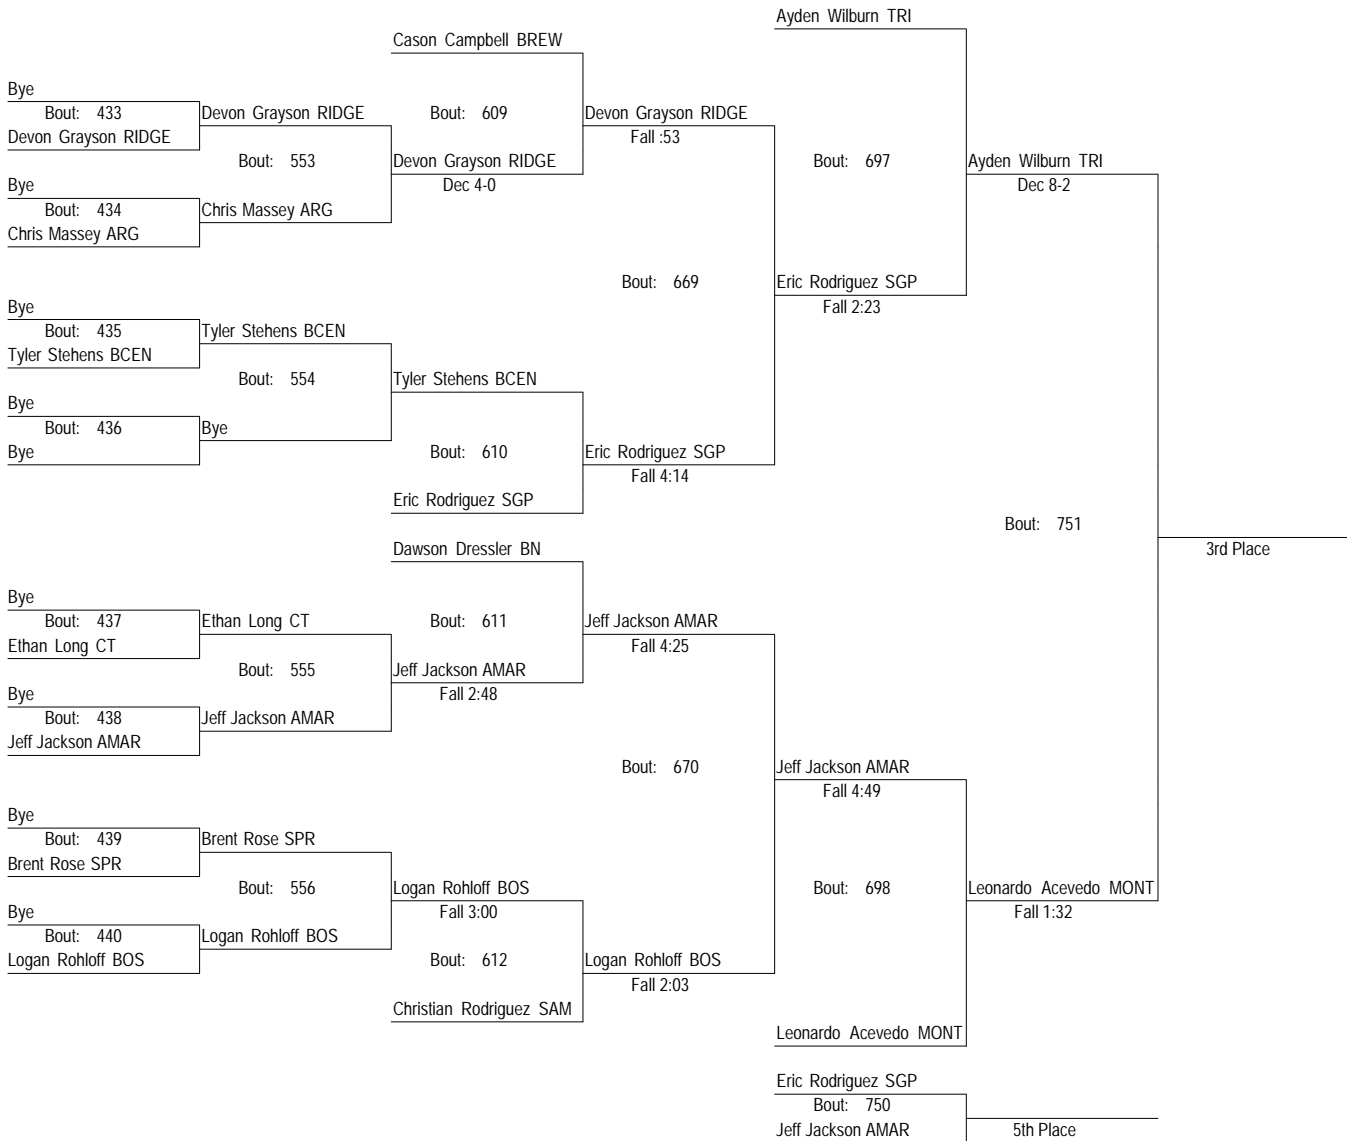 Ayden Wilburn TRI
Cason Campbell BREW
Bye
Bout: 433
Devon Grayson RIDGE
Devon Grayson RIDGE
Bout: 609
Devon Grayson RIDGE
Fall :53
Bout: 553
Devon Grayson RIDGE
Dec 4-0
Bout: 697
Ayden Wilburn TRI
Dec 8-2
Bye
Bout: 434
Chris Massey ARG
Chris Massey ARG
Bout: 669
Eric Rodriguez SGP
Fall 2:23
Bye
Bout: 435
Tyler Stehens BCEN
Tyler Stehens BCEN
Bout: 554
Tyler Stehens BCEN
Bye
Bout: 436
Bye
Bye
Bout: 610
Eric Rodriguez SGP
Fall 4:14
Eric Rodriguez SGP
Bout: 751
3rd Place
Dawson Dressler BN
Bye
Bout: 437
Ethan Long CT
Ethan Long CT
Bout: 611
Jeff Jackson AMAR
Fall 4:25
Bout: 555
Jeff Jackson AMAR
Fall 2:48
Bye
Bout: 438
Jeff Jackson AMAR
Jeff Jackson AMAR
Bout: 670
Jeff Jackson AMAR
Fall 4:49
Bye
Bout: 439
Brent Rose SPR
Brent Rose SPR
Bout: 556
Logan Rohloff BOS
Fall 3:00
Bout: 698
Leonardo Acevedo MONT
Fall 1:32
Bye
Bout: 440
Logan Rohloff BOS
Logan Rohloff BOS
Bout: 612
Logan Rohloff BOS
Fall 2:03
Christian Rodriguez SAM
Leonardo Acevedo MONT
Eric Rodriguez SGP
Bout: 750
Jeff Jackson AMAR
5th Place